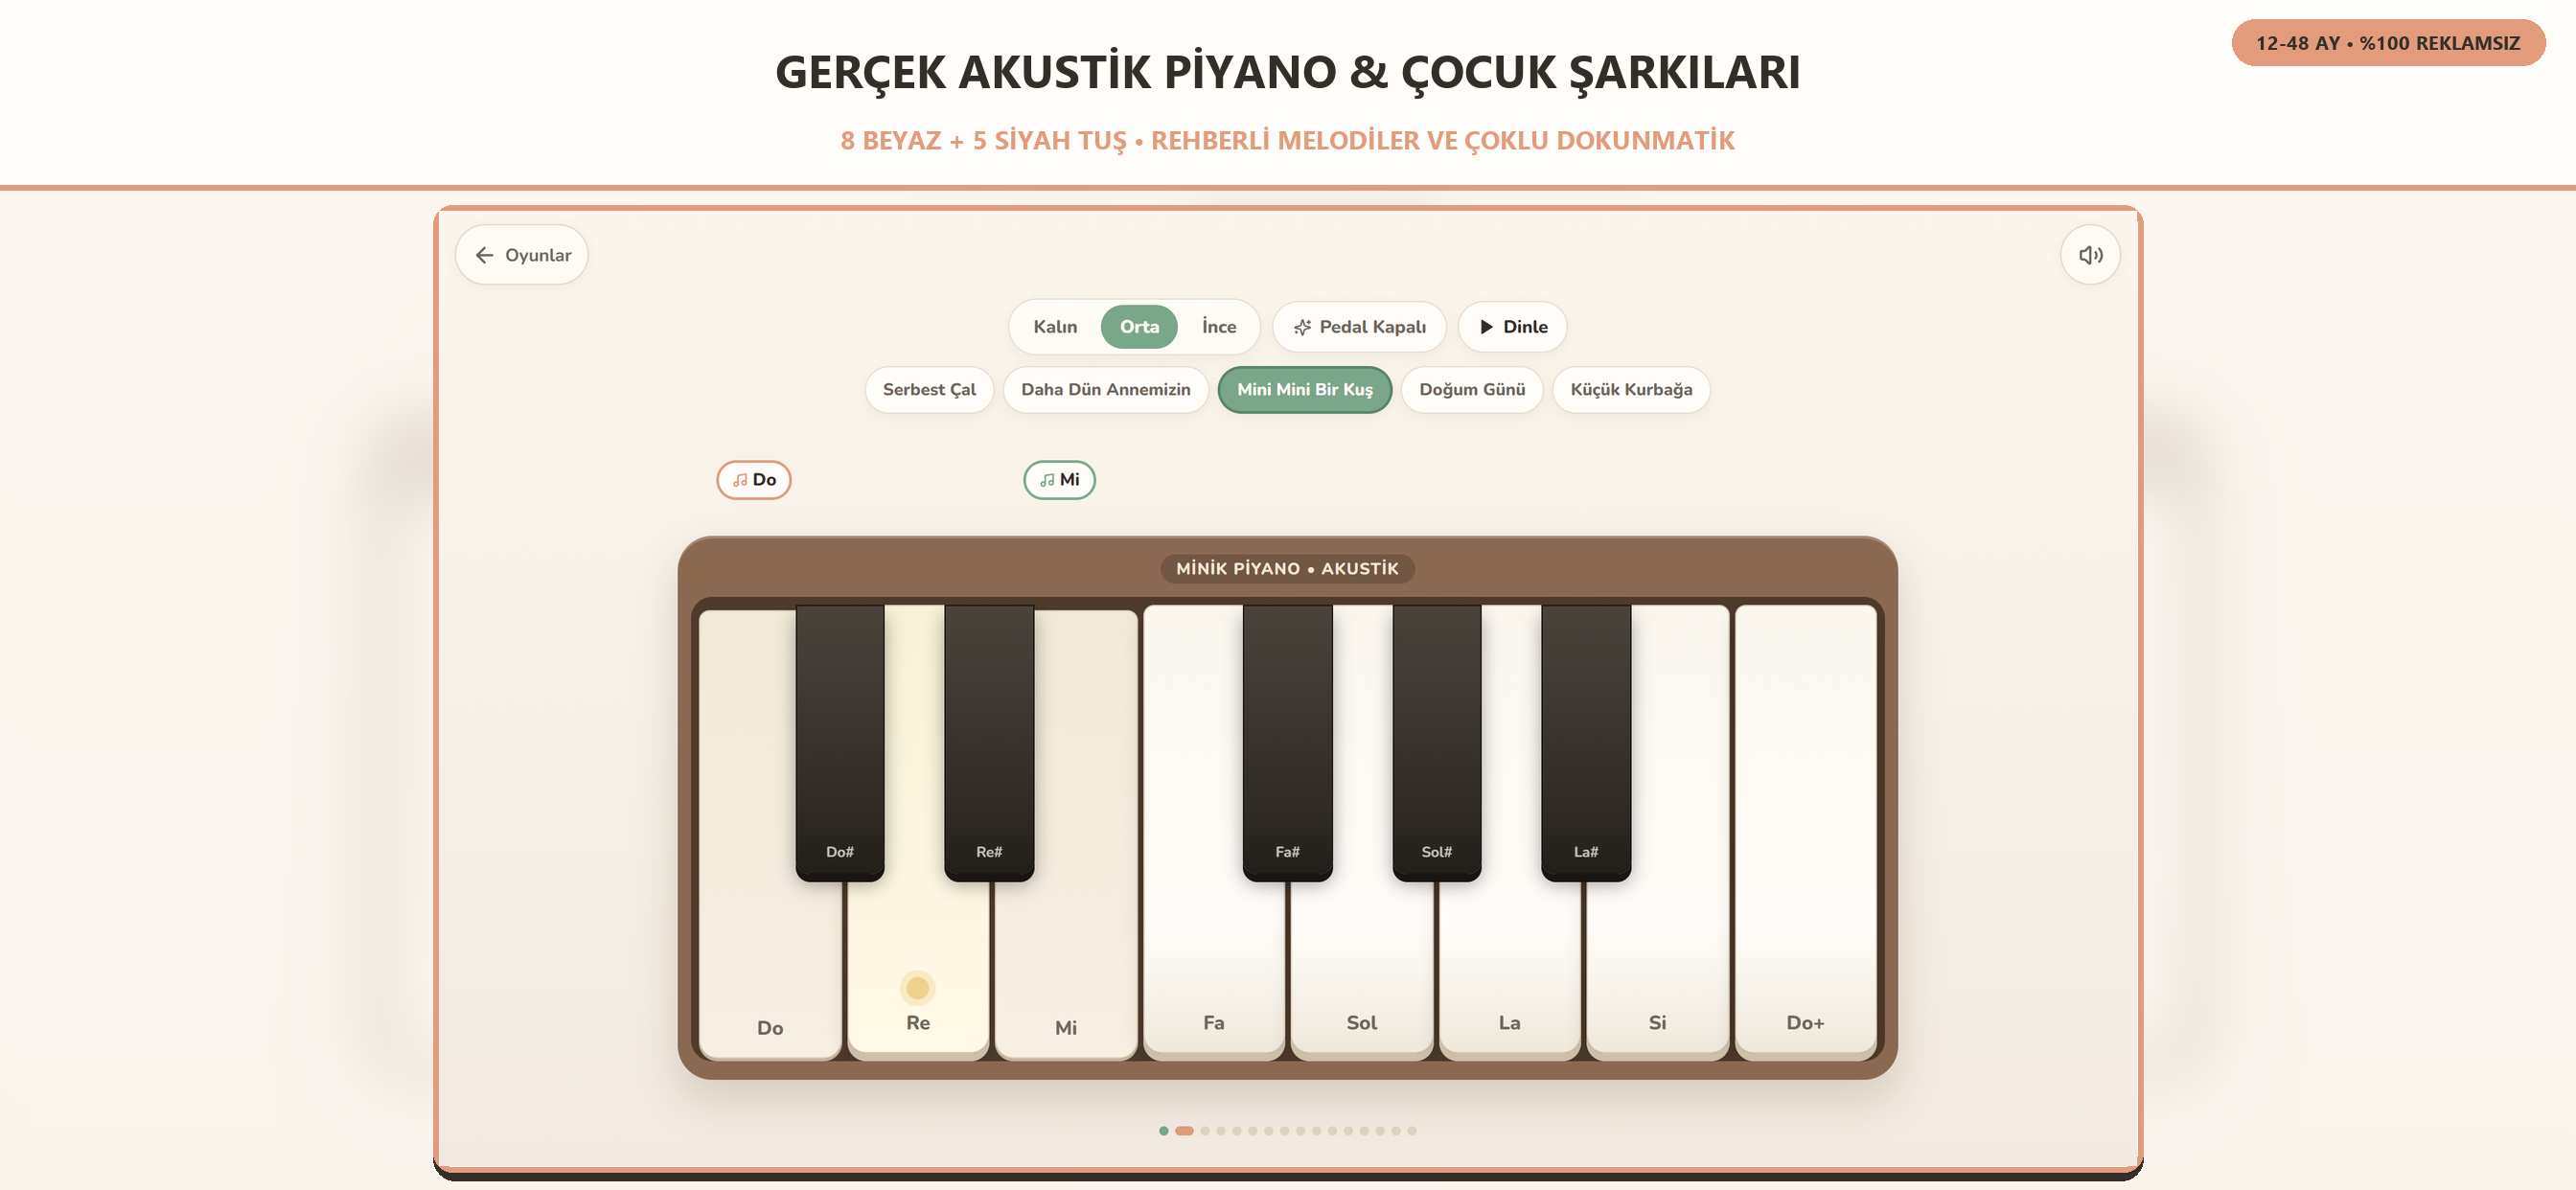 12-48 AY • %100 REKLAMSIZ
GERÇEK AKUSTİK PİYANO & ÇOCUK ŞARKILARI
8 BEYAZ + 5 SİYAH TUŞ • REHBERLİ MELODİLER VE ÇOKLU DOKUNMATİK
Oyunlar
Kalın Orta İnce Pedal Kapalı Dinle
Serbest Çal Daha Dün Annemizin Mini Mini Bir Kuş Doğum Günü Küçük Kurbağa
Do Mi
MİNİK PİYANO • AKUSTİK
Do# Re# Fa# Sol# La#
Do Re Mi Fa Sol La Si Do+